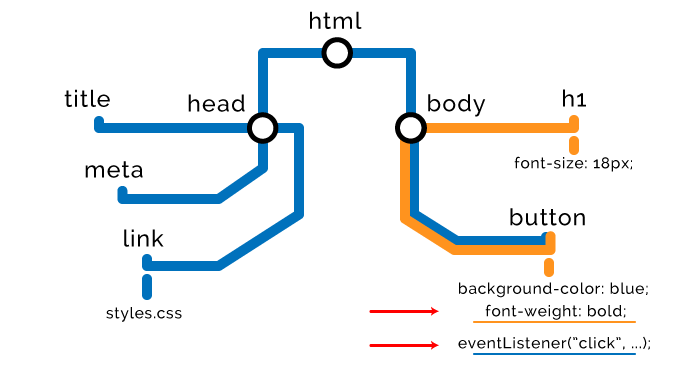 html
title
head
body
h1
font-size: 18px;
meta
button
link
background-color: blue;
styles.css
font-weight: bold;
eventListener("click", ...);